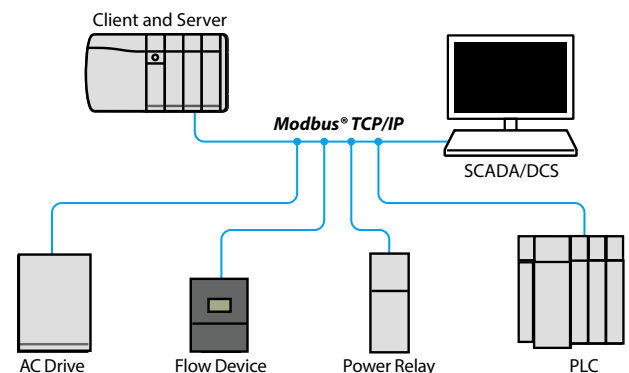 Client and Server
Modbus® TCP/IP
SCADA/DCS
AC Drive
Flow Device
Power Relay
PLC